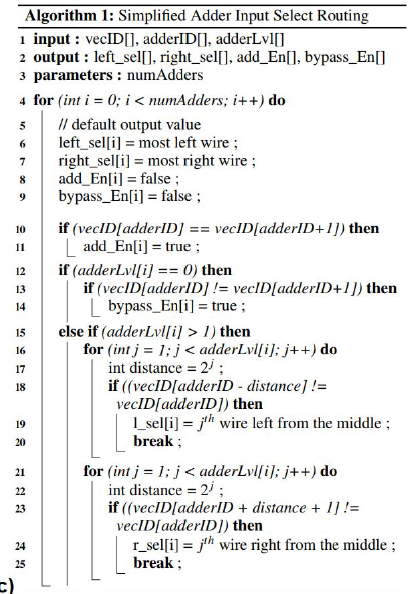 Algorithm 1: Simplified Adder Input Select Routing
1 input : vecID[], adderID[], adderLvl[]
2 output : left_sel[], right_sel[], add_En[], bypass_En[]
3 parameters : numAdders
4 for (int i = 0; i < numAdders; i++) do
5 // default output value
6 left_sel[i] = most left wire ;
7 right_sel[i] = most right wire ;
8 add_En[i] = false ;
9 bypass_En[i] = false ;
10 if (vecID[adderID] == vecID[adderID+1]) then
11 add_En[i] = true ;
12 if (adderLvl[i] == 0) then
13 if (vecID[adderID] != vecID[adderID+1]) then
14 bypass_En[i] = true ;
15 else if (adderLvl[i] > 1) then
16 for (int j = 1; j < adderLvl[i]; j++) do
17 int distance = 2^j ;
18 if ((vecID[adderID - distance] !=
vecID[adderID]) then
19 l_sel[i] = j^th wire left from the middle ;
20 break ;
21 for (int j = 1; j < adderLvl[i]; j++) do
22 int distance = 2^j ;
23 if ((vecID[adderID + distance + 1] !=
vecID[adderID]) then
24 r_sel[i] = j^th wire right from the middle ;
25 break ;
c)